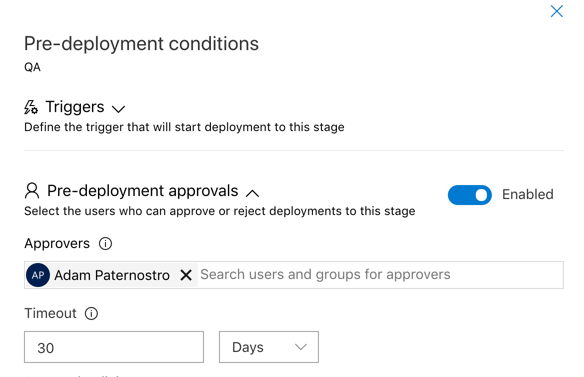 Pre-deployment conditions
QA
Triggers
Define the trigger that will start deployment to this stage
Pre-deployment approvals
Enabled
Select the users who can approve or reject deployments to this stage
Approvers
AP Adam Paternostro Search users and groups for approvers
Timeout
30 Days